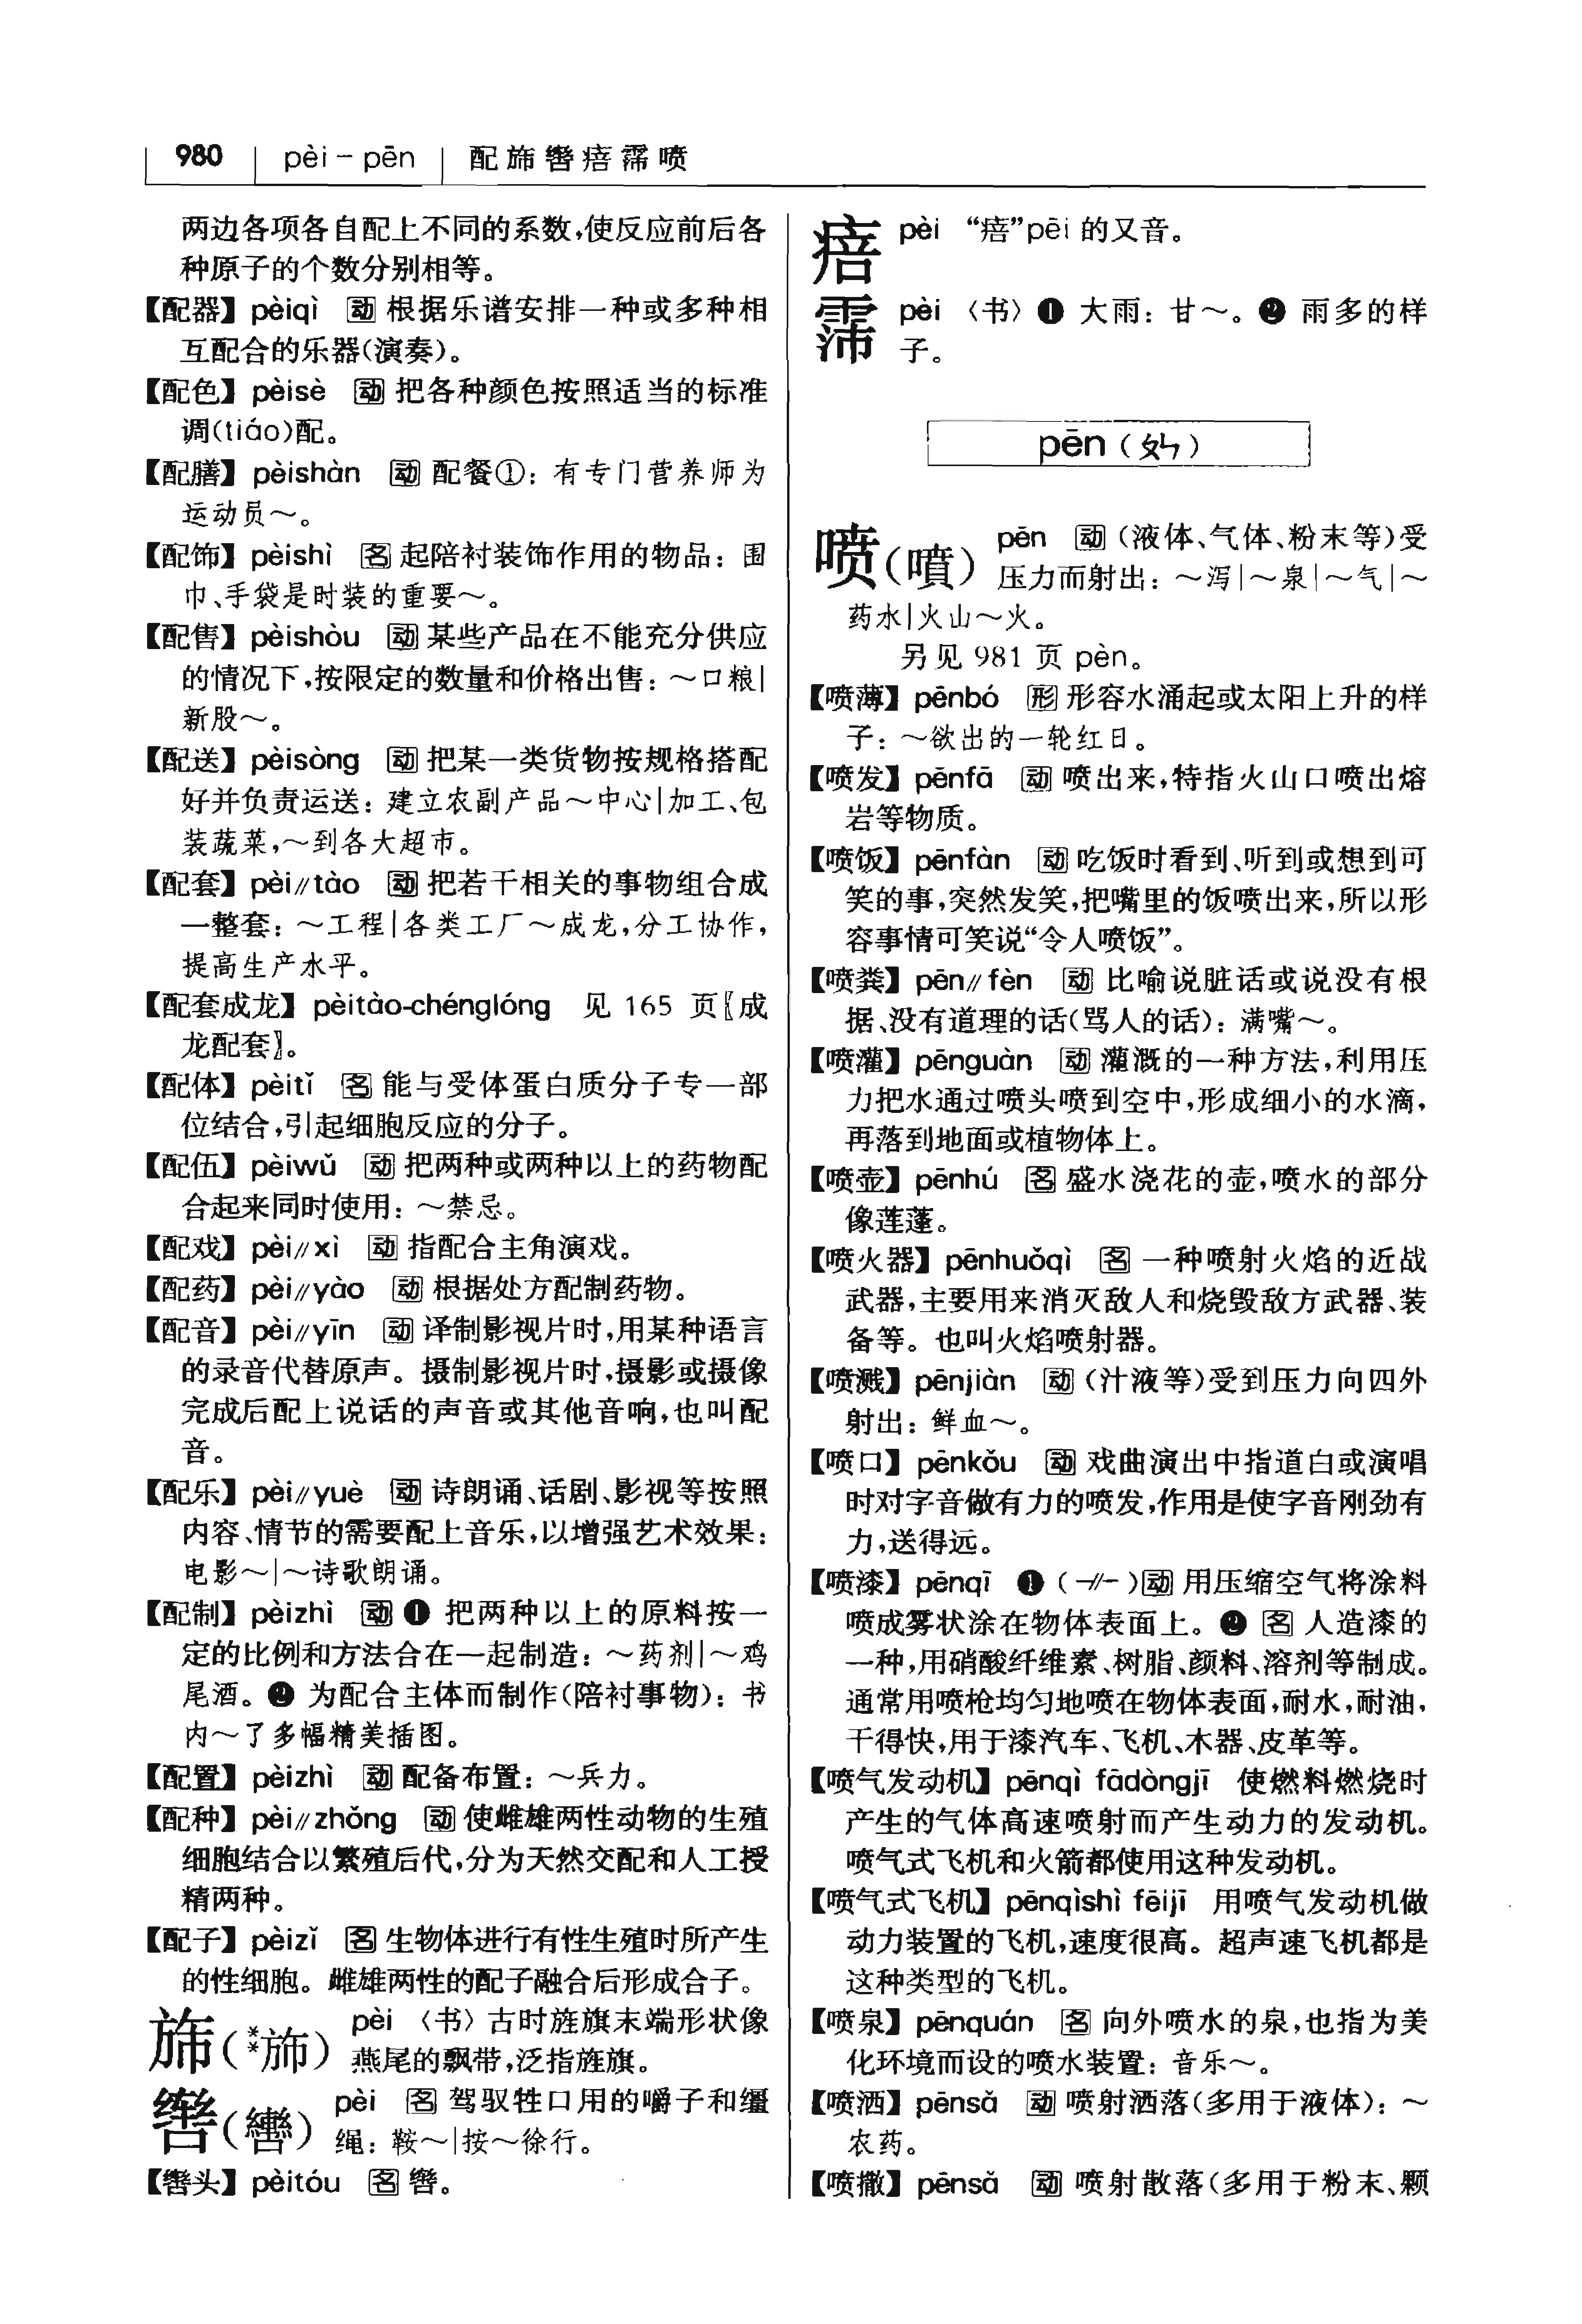 980 pèi－pēn 配旆辔㾦霈喷
两边各项各自配上不同的系数，使反应前后各
种原子的个数分别相等。
【配器】pèiqì 动 根据乐谱安排一种或多种相
互配合的乐器（演奏）。
【配色】pèisè 动 把各种颜色按照适当的标准
调（tiáo）配。
【配膳】pèishàn 动 配餐①：有专门营养师为
运动员～。
【配饰】pèishì 名 起陪衬装饰作用的物品：围
巾、手袋是时装的重要～。
【配售】pèishòu 动 某些产品在不能充分供应
的情况下，按限定的数量和价格出售：～口粮|
新股～。
【配送】pèisòng 动 把某一类货物按规格搭配
好并负责运送：建立农副产品～中心|加工、包
装蔬菜，～到各大超市。
【配套】pèi//tào 动 把若干相关的事物组合成
一整套：～工程|各类工厂～成龙，分工协作，
提高生产水平。
【配套成龙】pèitào-chénglóng 见 165 页〖成
龙配套〗。
【配体】pèitǐ 名 能与受体蛋白质分子专一部
位结合，引起细胞反应的分子。
【配伍】pèiwǔ 动 把两种或两种以上的药物配
合起来同时使用：～禁忌。
【配戏】pèi//xì 动 指配合主角演戏。
【配药】pèi//yào 动 根据处方配制药物。
【配音】pèi//yīn 动 译制影视片时，用某种语言
的录音代替原声。摄制影视片时，摄影或摄像
完成后配上说话的声音或其他音响，也叫配
音。
【配乐】pèi//yuè 动 诗朗诵、话剧、影视等按照
内容、情节的需要配上音乐，以增强艺术效果：
电影～|～诗歌朗诵。
【配制】pèizhì 动 ❶ 把两种以上的原料按一
定的比例和方法合在一起制造：～药剂|～鸡
尾酒。❷ 为配合主体而制作（陪衬事物）：书
内～了多幅精美插图。
【配置】pèizhì 动 配备布置：～兵力。
【配种】pèi//zhǒng 动 使雌雄两性动物的生殖
细胞结合以繁殖后代，分为天然交配和人工授
精两种。
【配子】pèizǐ 名 生物体进行有性生殖时所产生
的性细胞。雌雄两性的配子融合后形成合子。
旆（**斾） pèi 〈书〉古时旌旗末端形状像
燕尾的飘带，泛指旌旗。
辔（轡） pèi 名 驾驭牲口用的嚼子和缰
绳：鞍～|按～徐行。
【辔头】pèitóu 名 辔。
㾦 pèi “㾦”pēi 的又音。
霈 pèi 〈书〉❶ 大雨：甘～。❷ 雨多的样
子。
pēn（ㄆㄣ）
喷（噴） pēn 动（液体、气体、粉末等）受
压力而射出：～泻|～泉|～气|～
药水|火山～火。
另见 981 页 pèn。
【喷薄】pēnbó 形 形容水涌起或太阳上升的样
子：～欲出的一轮红日。
【喷发】pēnfā 动 喷出来，特指火山口喷出熔
岩等物质。
【喷饭】pēnfàn 动 吃饭时看到、听到或想到可
笑的事，突然发笑，把嘴里的饭喷出来，所以形
容事情可笑说“令人喷饭”。
【喷粪】pēn//fèn 动 比喻说脏话或说没有根
据、没有道理的话（骂人的话）：满嘴～。
【喷灌】pēnguàn 动 灌溉的一种方法，利用压
力把水通过喷头喷到空中，形成细小的水滴，
再落到地面或植物体上。
【喷壶】pēnhú 名 盛水浇花的壶，喷水的部分
像莲蓬。
【喷火器】pēnhuǒqì 名 一种喷射火焰的近战
武器，主要用来消灭敌人和烧毁敌方武器、装
备等。也叫火焰喷射器。
【喷溅】pēnjiàn 动（汁液等）受到压力向四外
射出：鲜血～。
【喷口】pēnkǒu 动 戏曲演出中指道白或演唱
时对字音做有力的喷发，作用是使字音刚劲有
力，送得远。
【喷漆】pēnqī ❶（-//-）动 用压缩空气将涂料
喷成雾状涂在物体表面上。❷ 名 人造漆的
一种，用硝酸纤维素、树脂、颜料、溶剂等制成。
通常用喷枪均匀地喷在物体表面，耐水，耐油，
干得快，用于漆汽车、飞机、木器、皮革等。
【喷气发动机】pēnqì fādòngjī 使燃料燃烧时
产生的气体高速喷射而产生动力的发动机。
喷气式飞机和火箭都使用这种发动机。
【喷气式飞机】pēnqìshì fēijī 用喷气发动机做
动力装置的飞机，速度很高。超声速飞机都是
这种类型的飞机。
【喷泉】pēnquán 名 向外喷水的泉，也指为美
化环境而设的喷水装置：音乐～。
【喷洒】pēnsǎ 动 喷射洒落（多用于液体）：～
农药。
【喷撒】pēnsǎ 动 喷射散落（多用于粉末、颗